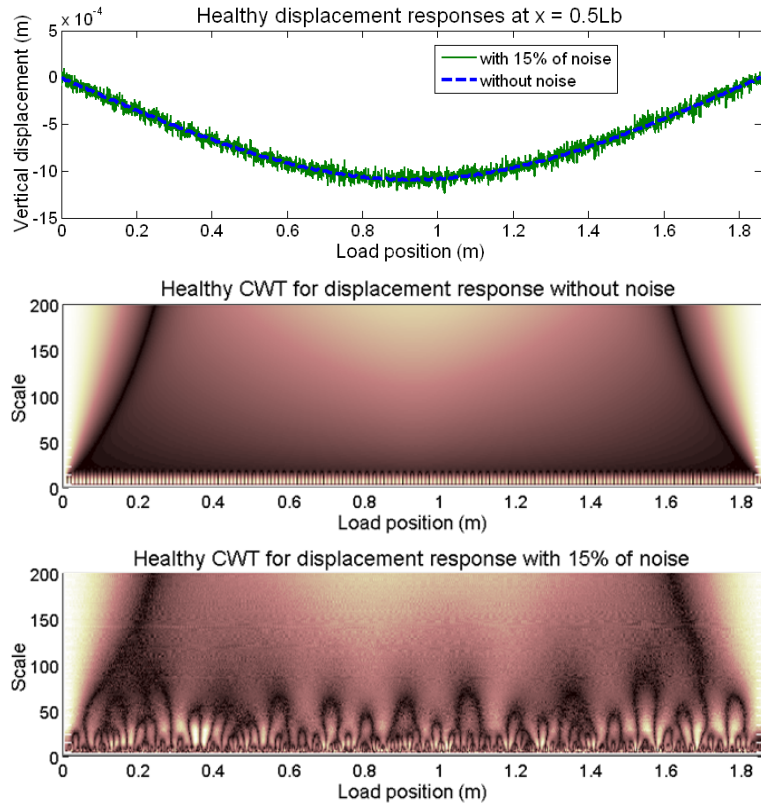 Healthy displacement responses at x = 0.5Lb
x 10⁻⁴
Vertical displacement (m)
5
0
-5
-10
-15
with 15% of noise
without noise
0 0.2 0.4 0.6 0.8 1 1.2 1.4 1.6 1.8
Load position (m)
Healthy CWT for displacement response without noise
Scale
200
150
100
50
0
0 0.2 0.4 0.6 0.8 1 1.2 1.4 1.6 1.8
Load position (m)
Healthy CWT for displacement response with 15% of noise
Scale
200
150
100
50
0
0 0.2 0.4 0.6 0.8 1 1.2 1.4 1.6 1.8
Load position (m)